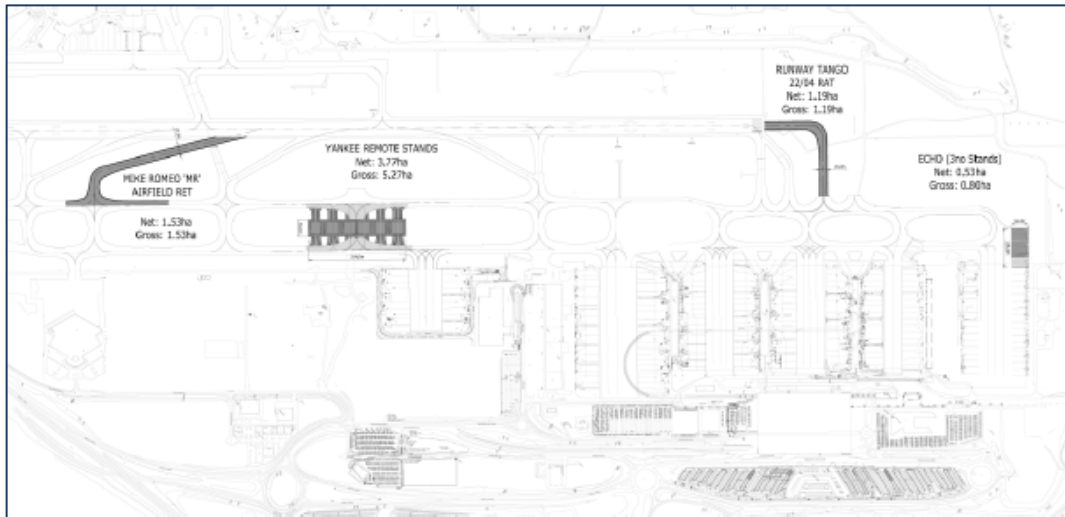 RUNWAY TANGO
22/04 RAT
Net: 1.19ha
Gross: 1.19ha
YANKEE REMOTE STANDS
Net: 3.77ha
Gross: 5.27ha
ECHO (3no Stands)
Net: 0.53ha
Gross: 0.80ha
MIKE ROMEO 'MR'
AIRFIELD RET
Net: 1.53ha
Gross: 1.53ha